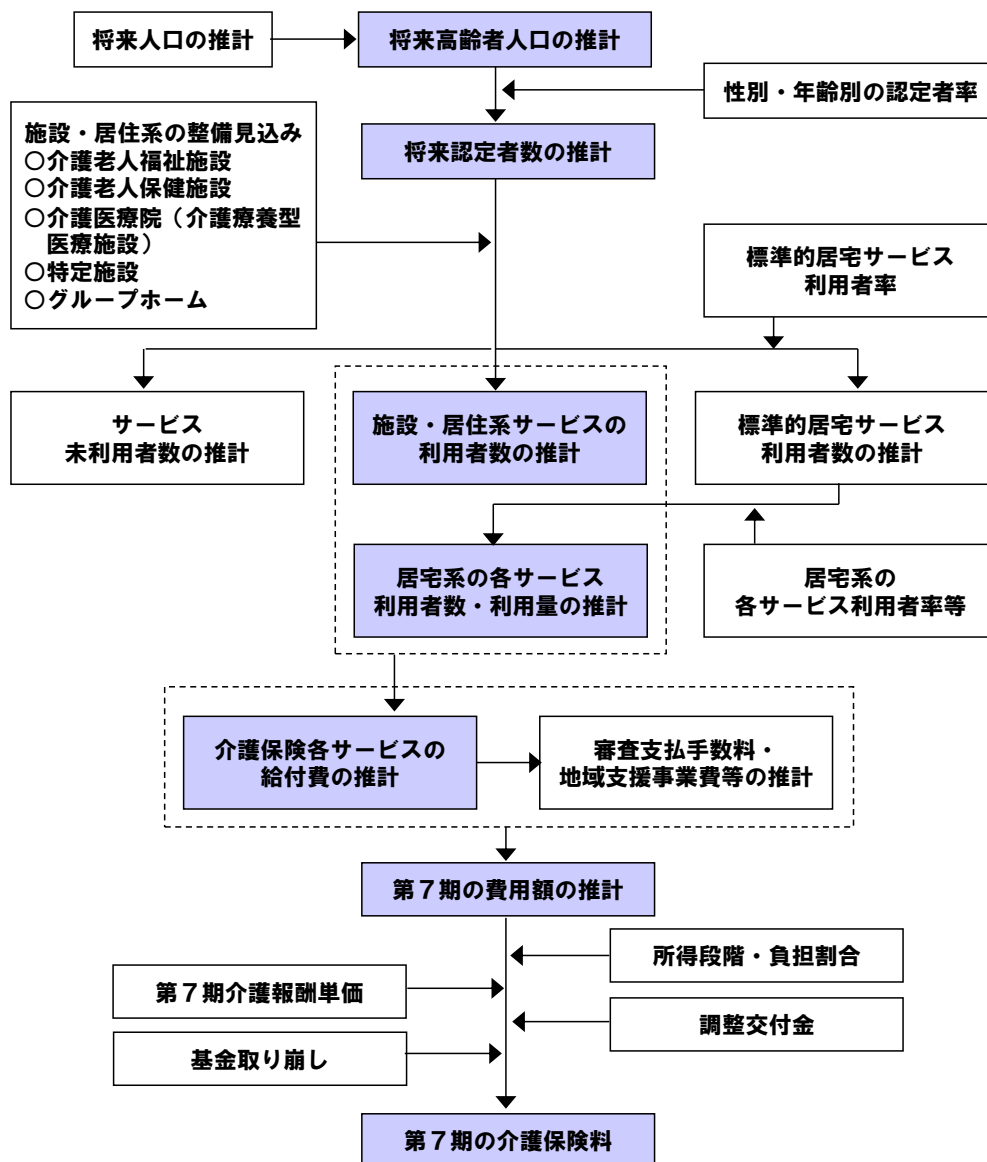 将来人口の推計
将来高齢者人口の推計
性別・年齢別の認定者率
施設・居住系の整備見込み
○介護老人福祉施設
○介護老人保健施設
○介護医療院（介護療養型
医療施設）
○特定施設
○グループホーム
将来認定者数の推計
標準的居宅サービス
利用者率
サービス
未利用者数の推計
施設・居住系サービスの
利用者数の推計
標準的居宅サービス
利用者数の推計
居宅系の各サービス
利用者数・利用量の推計
居宅系の
各サービス利用者率等
介護保険各サービスの
給付費の推計
審査支払手数料・
地域支援事業費等の推計
第７期の費用額の推計
所得段階・負担割合
第７期介護報酬単価
調整交付金
基金取り崩し
第７期の介護保険料